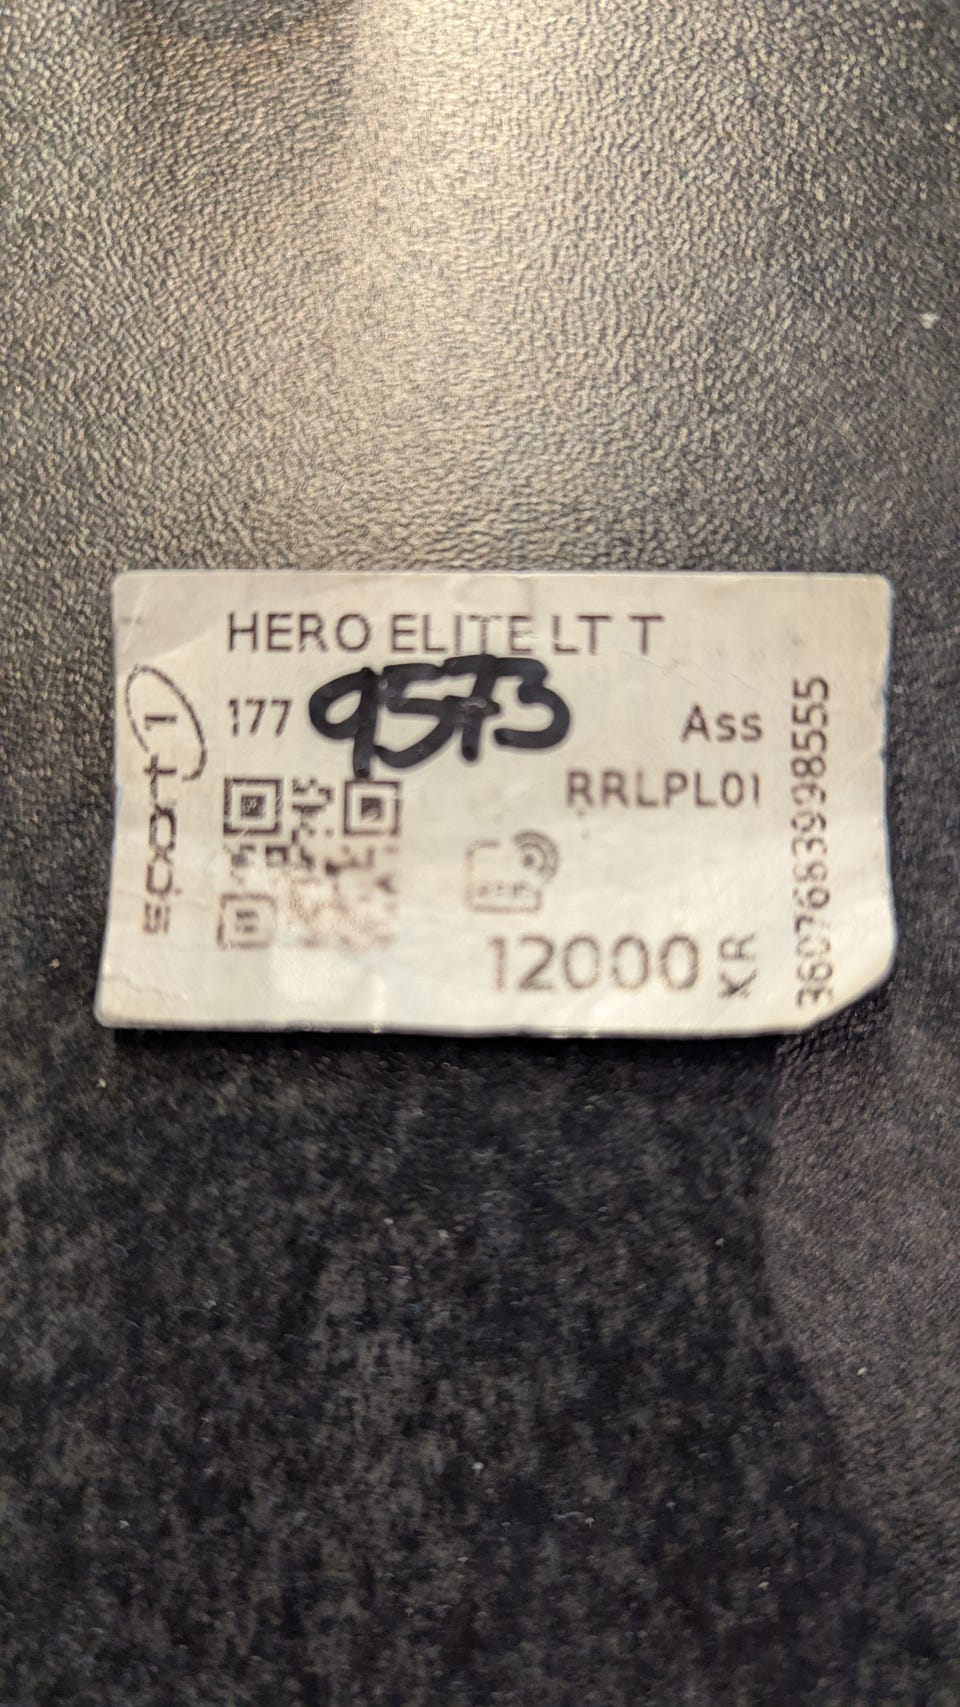 HERO ELITE LT T
177 9573 Ass
RRLPL01
12000 KR
3607683998555
sport 1